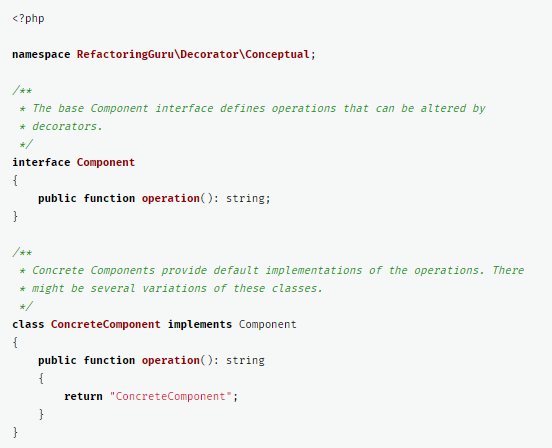 <?php

namespace RefactoringGuru\Decorator\Conceptual;

/**
 * The base Component interface defines operations that can be altered by
 * decorators.
 */
interface Component
{
    public function operation(): string;
}

/**
 * Concrete Components provide default implementations of the operations. There
 * might be several variations of these classes.
 */
class ConcreteComponent implements Component
{
    public function operation(): string
    {
        return "ConcreteComponent";
    }
}